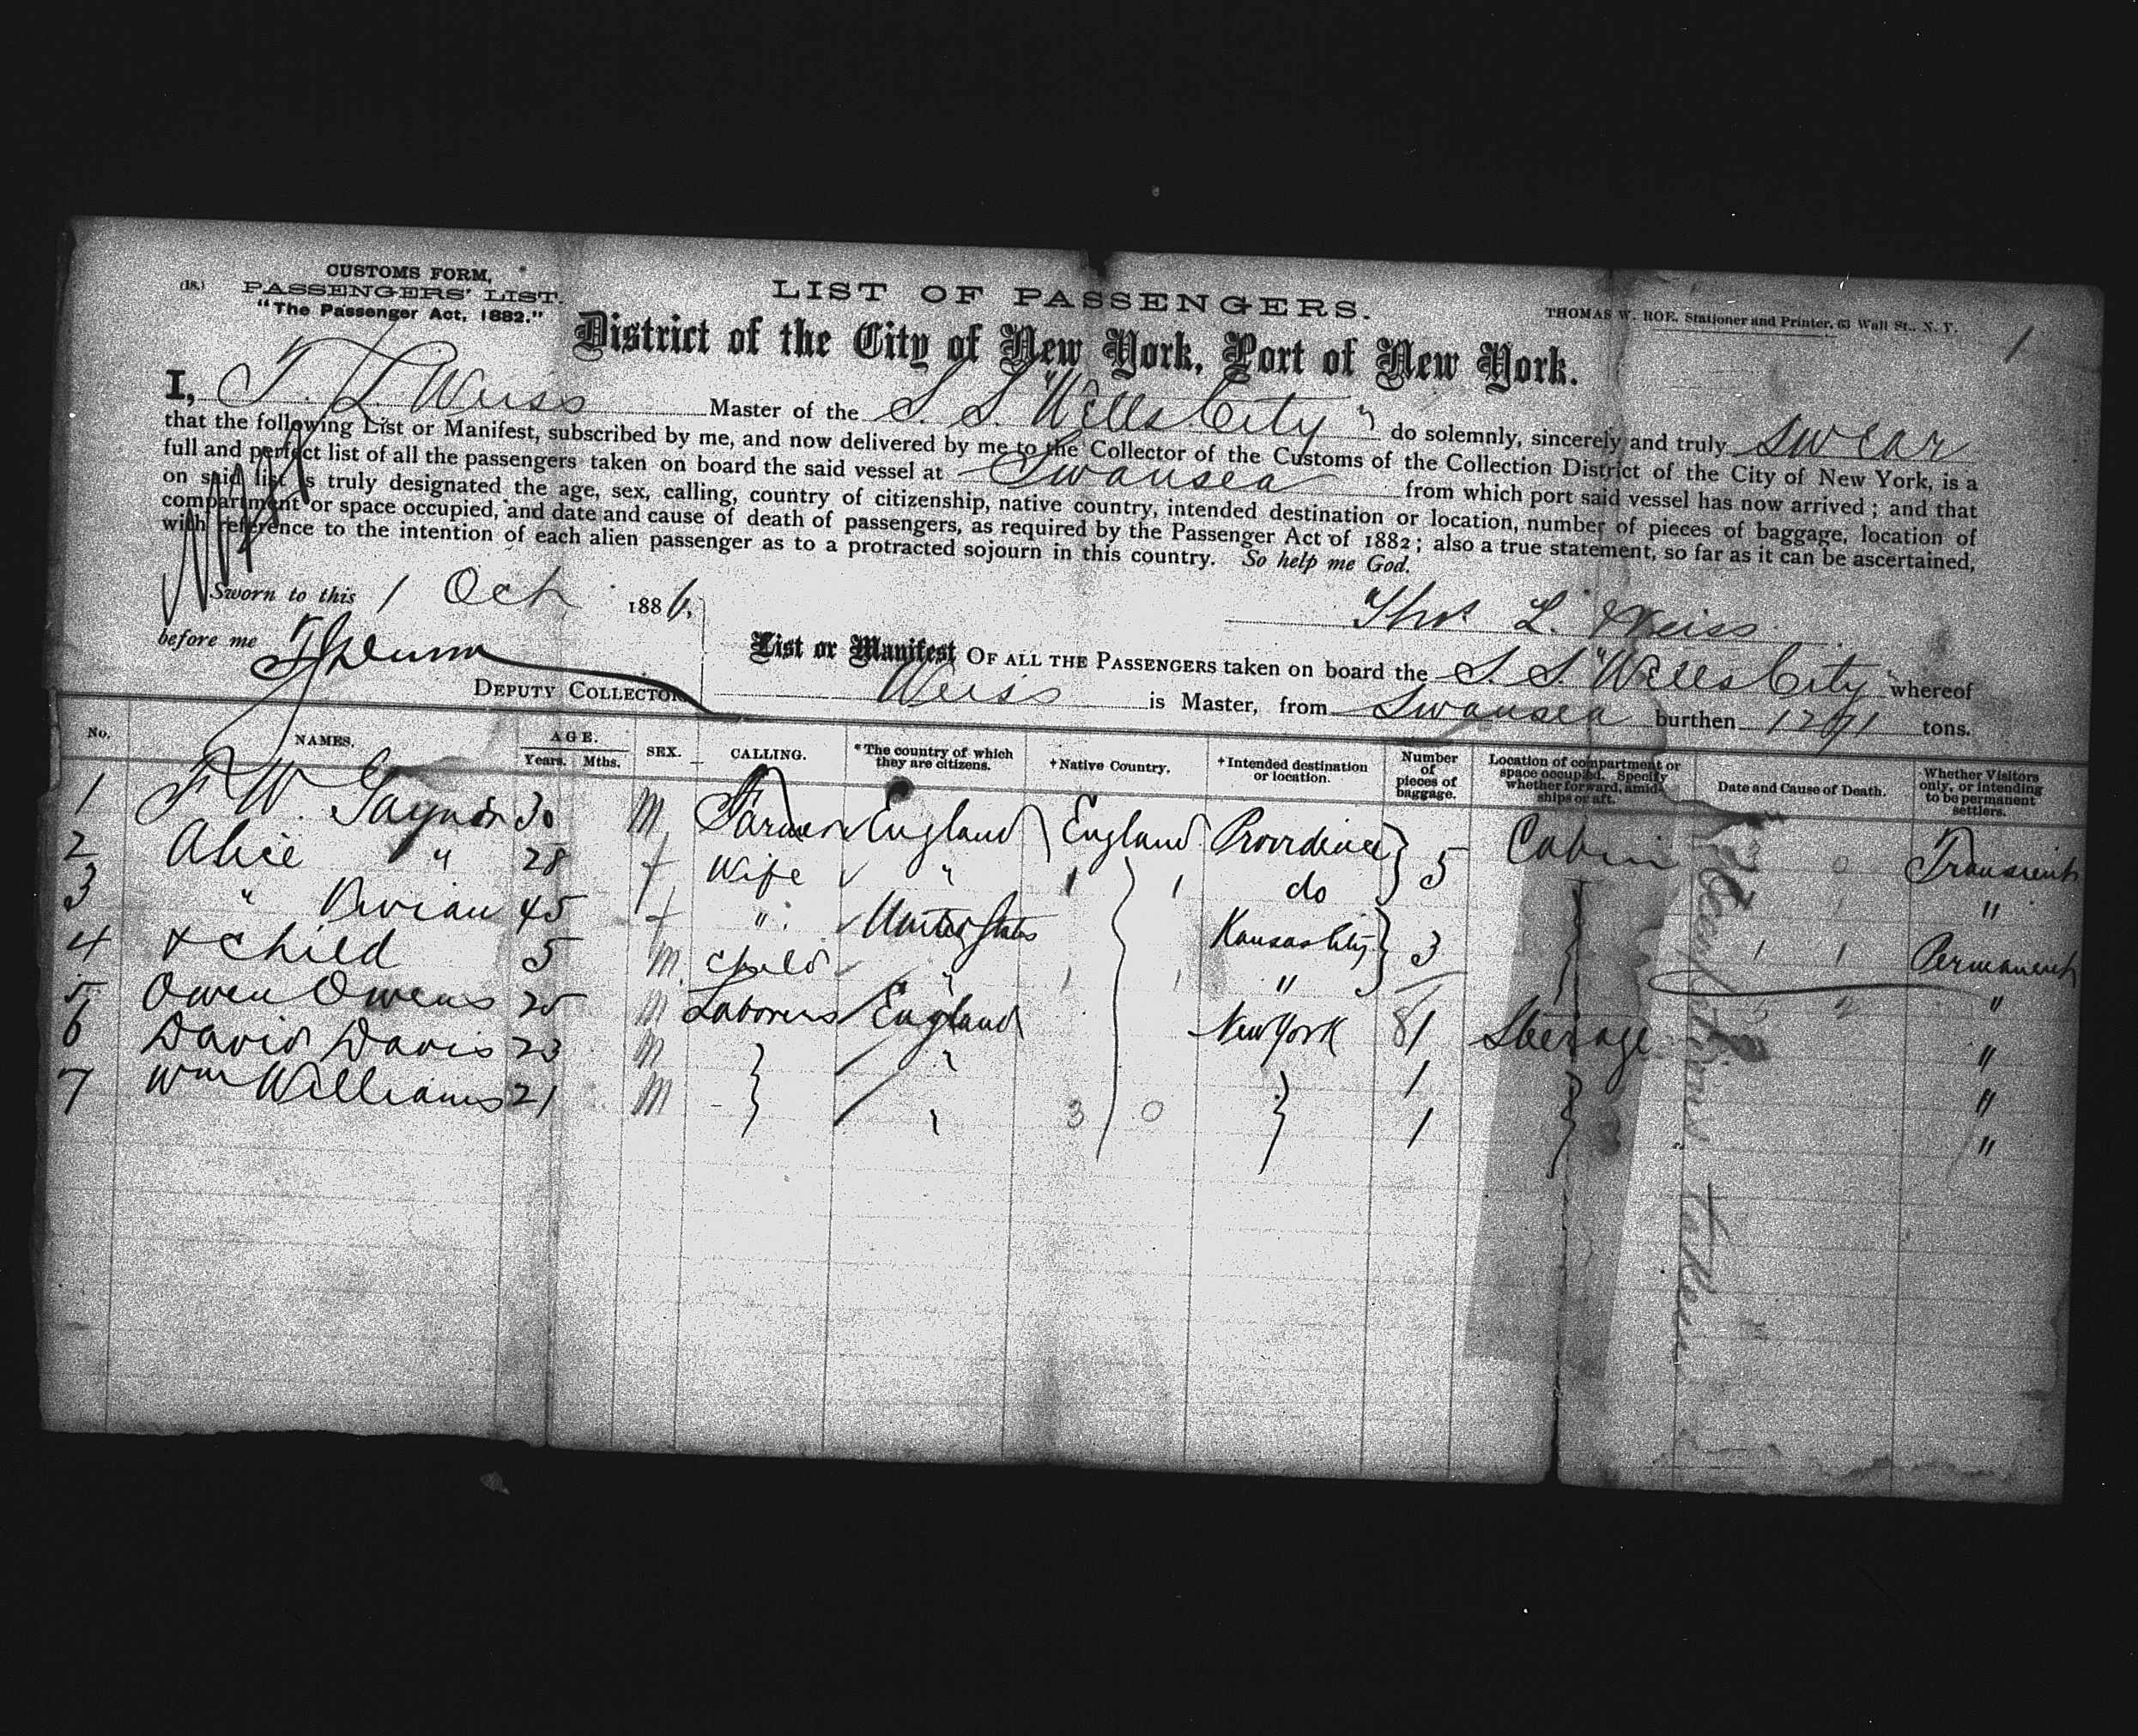 (18.)
CUSTOMS FORM,
PASSENGERS' LIST.
"The Passenger Act, 1882."
LIST OF PASSENGERS.
THOMAS W. ROE, Stationer and Printer, 63 Wall St., N. Y.
1
District of the City of New York, Port of New York.
I, T. L. Weiss Master of the S. S. "Wells City" do solemnly, sincerely and truly swear
that the following List or Manifest, subscribed by me, and now delivered by me to the Collector of the Customs of the Collection District of the City of New York, is a
full and perfect list of all the passengers taken on board the said vessel at Swansea from which port said vessel has now arrived; and that
on said list is truly designated the age, sex, calling, country of citizenship, native country, intended destination or location, number of pieces of baggage, location of
compartment or space occupied, and date and cause of death of passengers, as required by the Passenger Act of 1882; also a true statement, so far as it can be ascertained,
with reference to the intention of each alien passenger as to a protracted sojourn in this country. So help me God.
Sworn to this 1 Oct 1886,
Thos L. Weiss
before me
DEPUTY COLLECTOR
List or Manifest OF ALL THE PASSENGERS taken on board the S. S. "Wells City" whereof
Weiss is Master, from Swansea burthen tons.
No. NAMES. AGE. Years. Mths. SEX. CALLING. *The country of which they are citizens. +Native Country. +Intended destination or location. Number of pieces of baggage. Location of compartment or space occupied. Specify whether forward, amidships or aft. Date and Cause of Death. Whether Visitors only, or intending to be permanent settlers.
1 F. W. 30 M Farmer England England Providence 5 Cabin 0 Transient
2 Alice " 28 f Wife " do "
3 " 45 f " United States Kansas City 3 Permanent
4 + child 5 M child " " "
5 Owen Owens 25 M Laborers England New York 1 Steerage "
6 David Davis 23 M " 1 "
7 Wm Williams 21 M " 3 0 1 "
taken